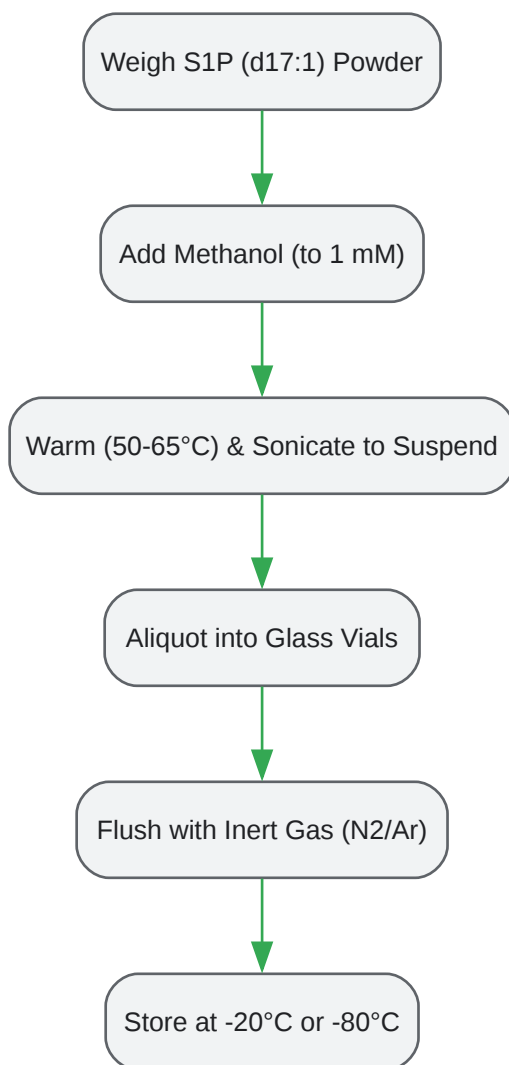 Weigh S1P (d17:1) Powder
Add Methanol (to 1 mM)
Warm (50-65°C) & Sonicate to Suspend
Aliquot into Glass Vials
Flush with Inert Gas (N2/Ar)
Store at -20°C or -80°C